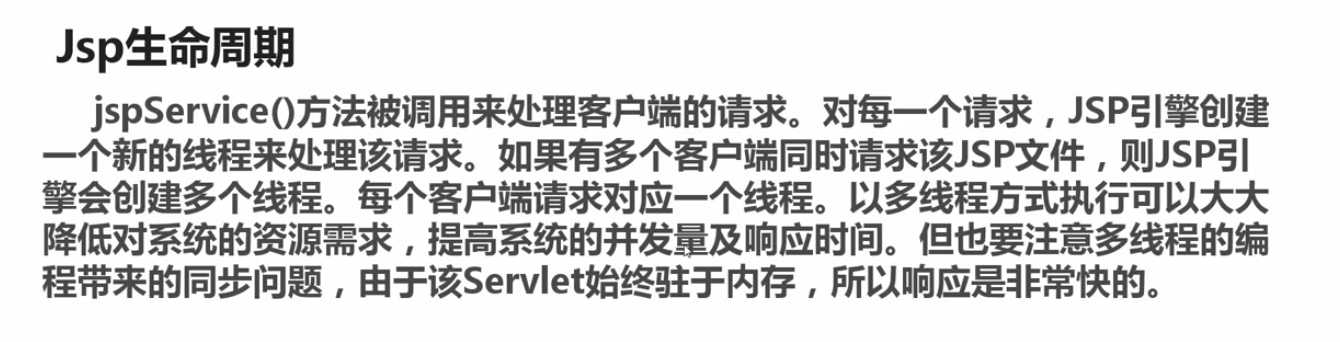 Jsp生命周期
jspService()方法被调用来处理客户端的请求。对每一个请求，JSP引擎创建
一个新的线程来处理该请求。如果有多个客户端同时请求该JSP文件，则JSP引
擎会创建多个线程。每个客户端请求对应一个线程。以多线程方式执行可以大大
降低对系统的资源需求，提高系统的并发量及响应时间。但也要注意多线程的编
程带来的同步问题，由于该Servlet始终驻于内存，所以响应是非常快的。